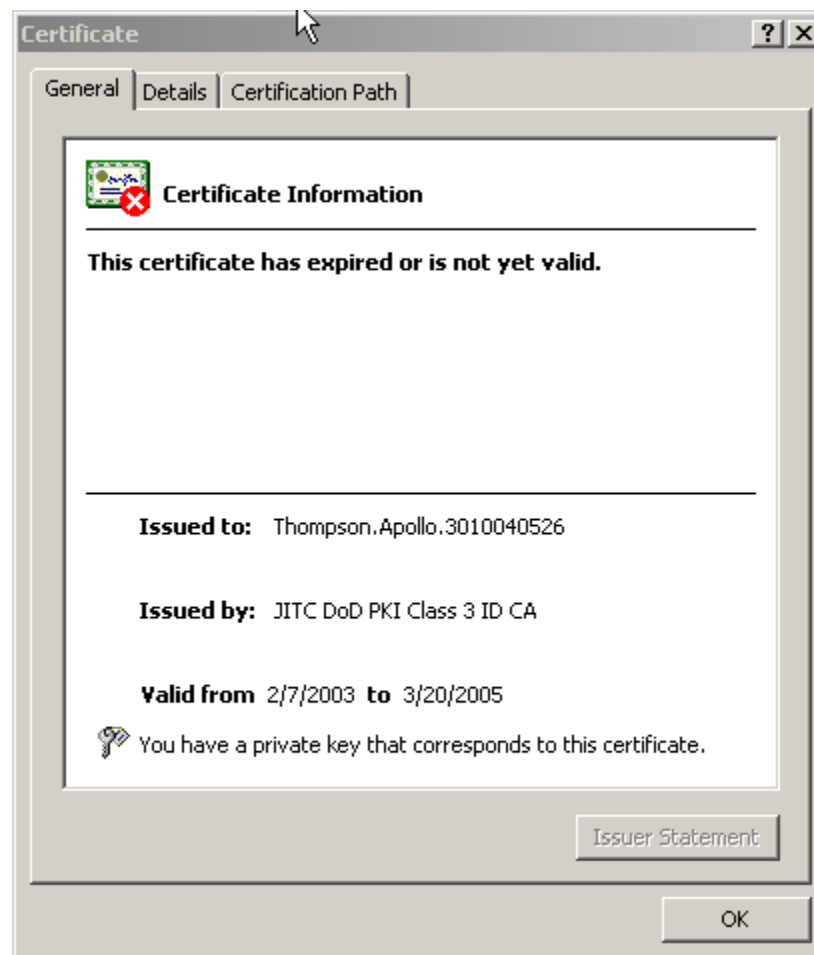 Certificate
General Details Certification Path
Certificate Information
This certificate has expired or is not yet valid.
Issued to: Thompson.Apollo.3010040526
Issued by: JITC DoD PKI Class 3 ID CA
Valid from 2/7/2003 to 3/20/2005
You have a private key that corresponds to this certificate.
Issuer Statement
OK